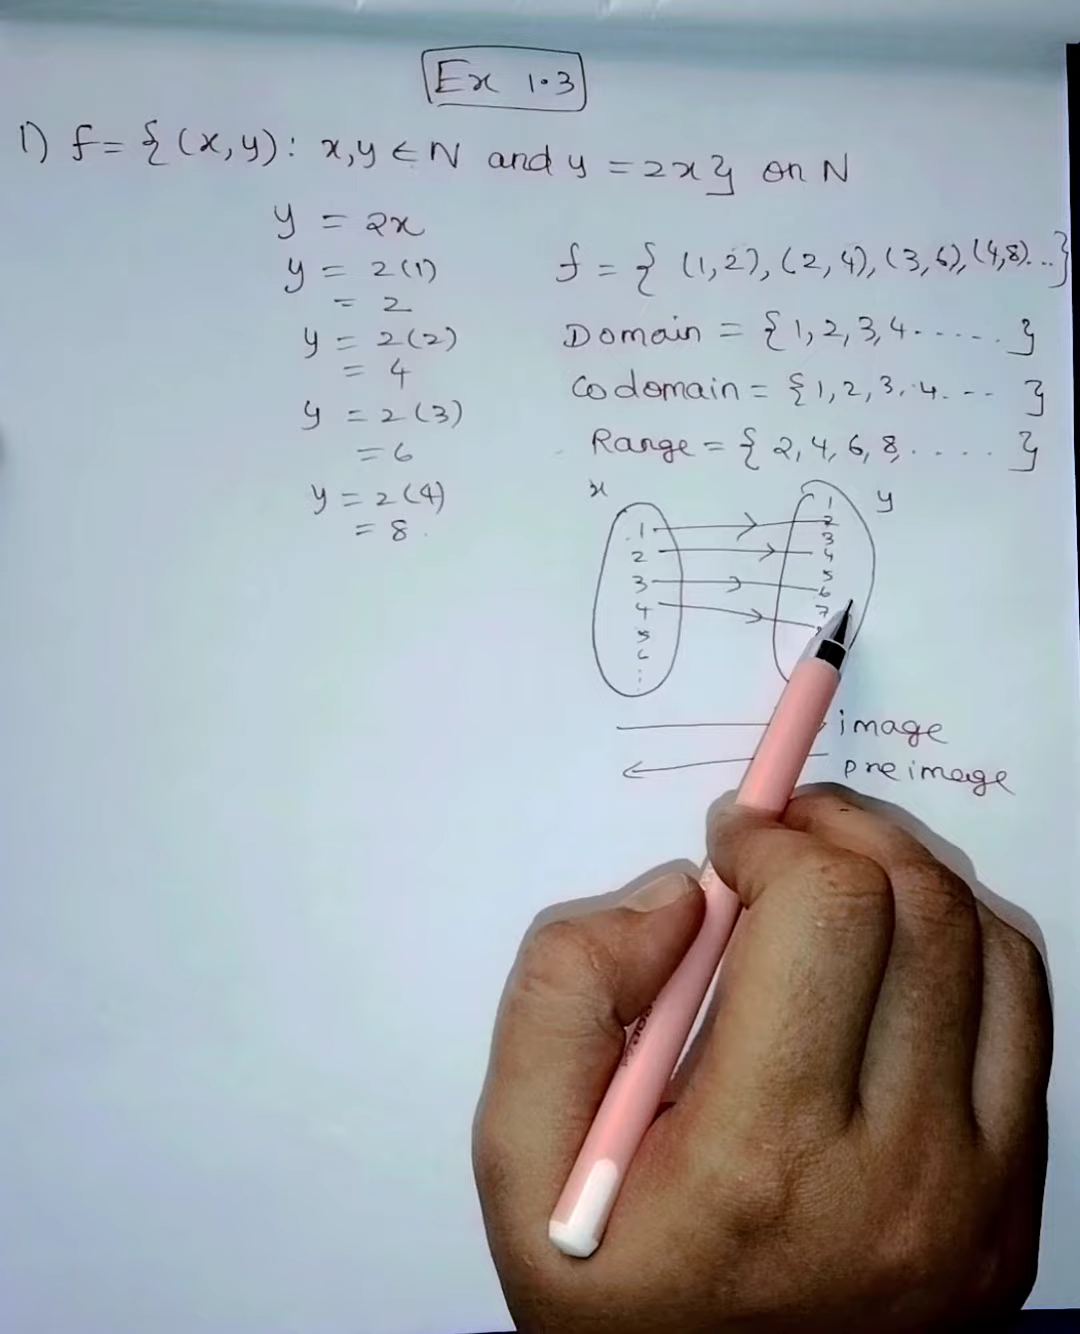 Ex 1.3
1) f = { (x, y) : x, y ∈ N and y = 2x } on N
y = 2x
y = 2(1)
= 2
y = 2(2)
= 4
y = 2(3)
= 6
y = 2(4)
= 8.
f = { (1,2), (2, 4), (3, 6), (4,8)... }
Domain = { 1, 2, 3, 4 ...... }
Codomain = { 1, 2, 3, 4.... }
Range = { 2, 4, 6, 8, ..... }
x
1
2
3
4
5
6
⋮
y
1
2
3
4
5
6
7
image
preimage